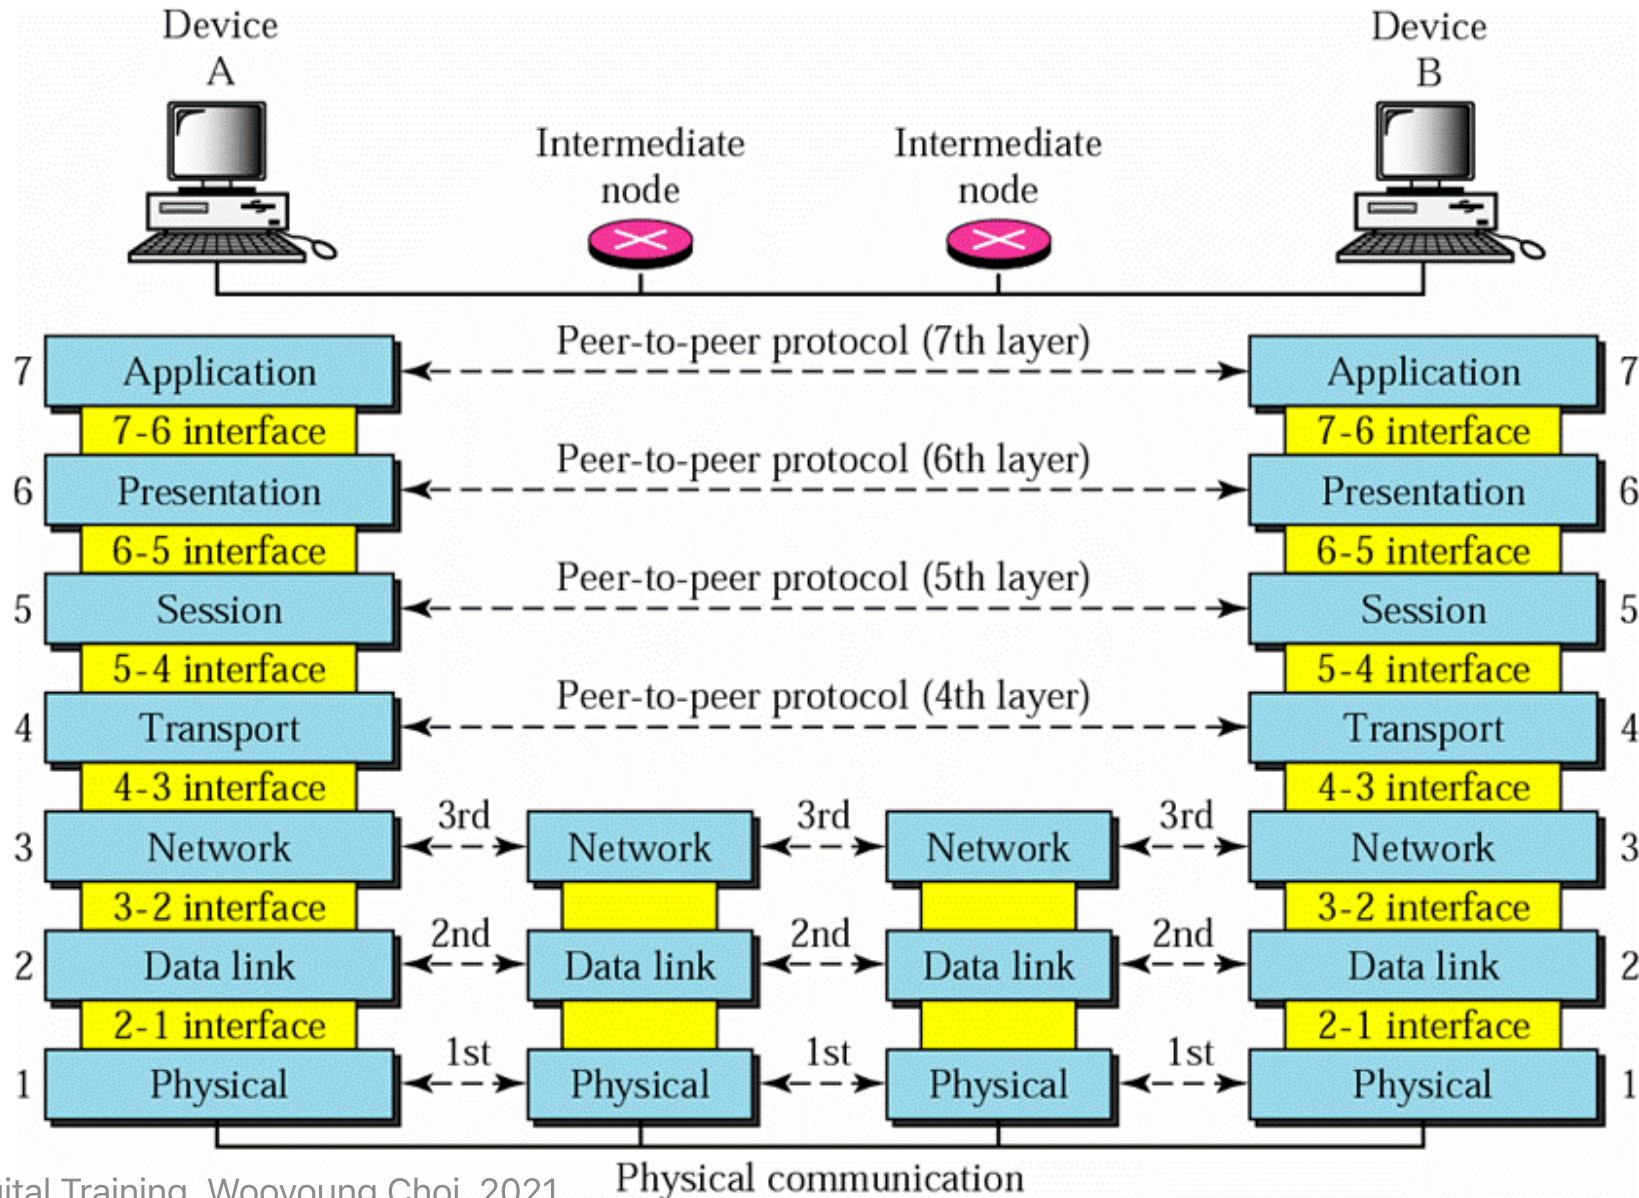 Device
A
Device
B
Intermediate
node
Intermediate
node
Peer-to-peer protocol (7th layer)
7 Application Application 7
7-6 interface 7-6 interface
Peer-to-peer protocol (6th layer)
6 Presentation Presentation 6
6-5 interface 6-5 interface
Peer-to-peer protocol (5th layer)
5 Session Session 5
5-4 interface 5-4 interface
Peer-to-peer protocol (4th layer)
4 Transport Transport 4
4-3 interface 4-3 interface
3rd 3rd 3rd
3 Network Network Network Network 3
3-2 interface 3-2 interface
2nd 2nd 2nd
2 Data link Data link Data link Data link 2
2-1 interface 2-1 interface
1st 1st 1st
1 Physical Physical Physical Physical 1
Physical communication
Training, Wooyoung Choi, 2021